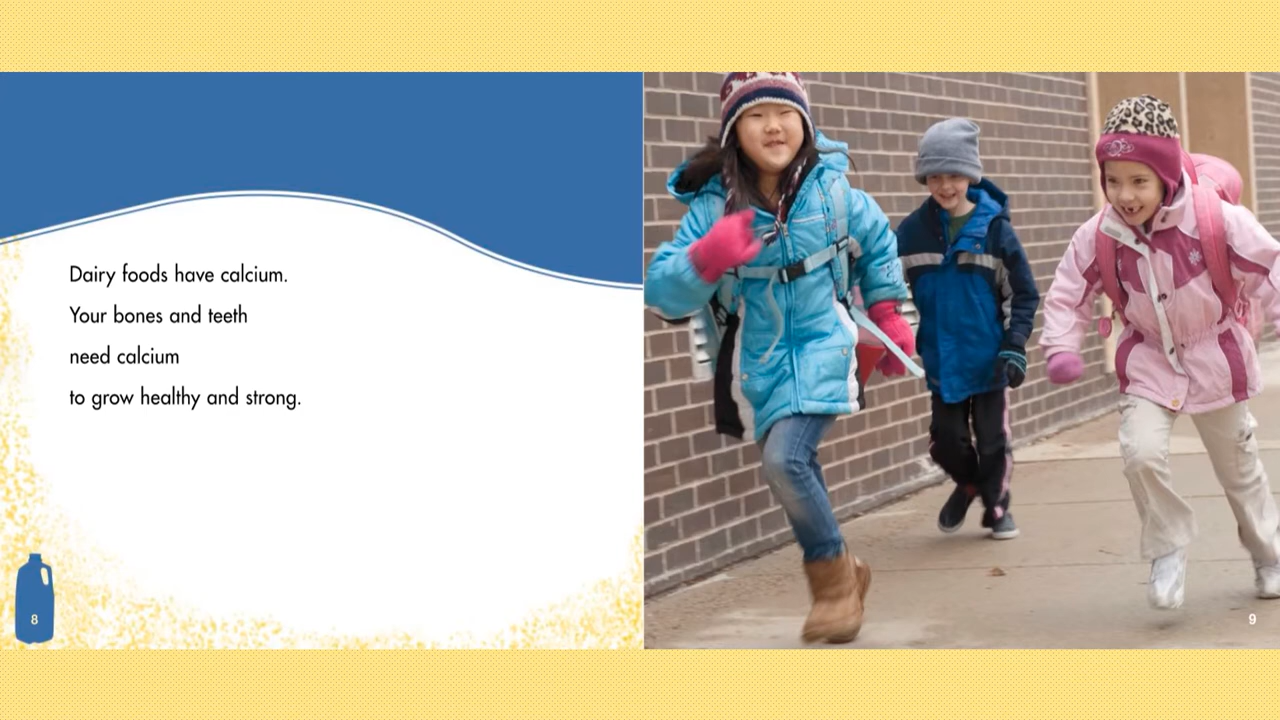 Dairy foods have calcium.
Your bones and teeth
need calcium
to grow healthy and strong.
8
9